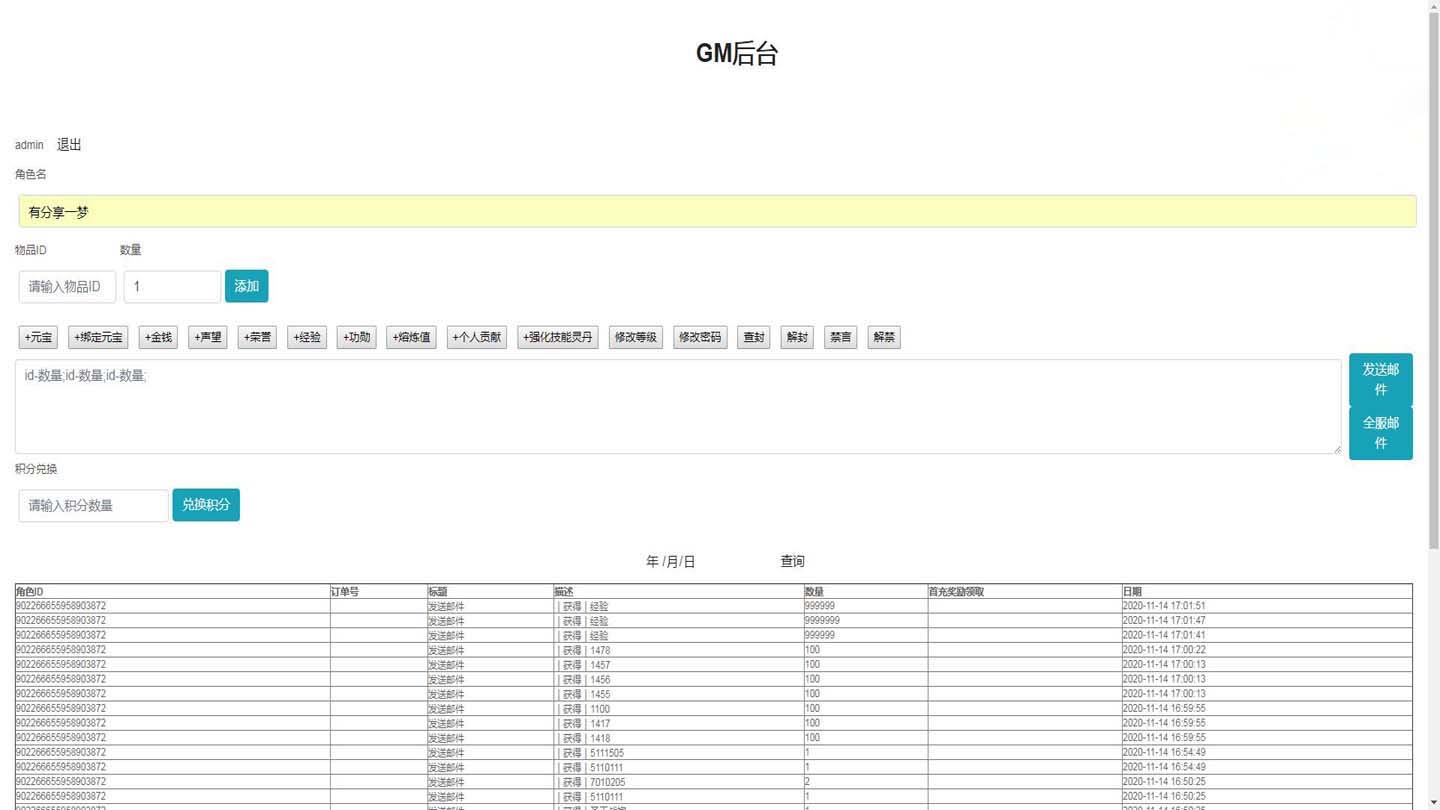 GM后台
admin 退出
角色名
有分享一梦
物品ID 数量
请输入物品ID 1 添加
+元宝 +绑定元宝 +金钱 +声望 +荣誉 +经验 +功勋 +熔炼值 +个人贡献 +强化技能灵丹 修改等级 修改密码 查封 解封 禁言 解禁
id-数量;id-数量;id-数量;
发送邮
件
全服邮
件
积分兑换
请输入积分数量 兑换积分
年 /月/日 查询
角色ID 订单号 标题 描述 数量 首充奖励领取 日期
902266655958903872 发送邮件 | 获得 | 经验 999999 2020-11-14 17:01:51
902266655958903872 发送邮件 | 获得 | 经验 9999999 2020-11-14 17:01:47
902266655958903872 发送邮件 | 获得 | 经验 999999 2020-11-14 17:01:41
902266655958903872 发送邮件 | 获得 | 1478 100 2020-11-14 17:00:22
902266655958903872 发送邮件 | 获得 | 1457 100 2020-11-14 17:00:13
902266655958903872 发送邮件 | 获得 | 1456 100 2020-11-14 17:00:13
902266655958903872 发送邮件 | 获得 | 1455 100 2020-11-14 17:00:13
902266655958903872 发送邮件 | 获得 | 1100 100 2020-11-14 16:59:55
902266655958903872 发送邮件 | 获得 | 1417 100 2020-11-14 16:59:55
902266655958903872 发送邮件 | 获得 | 1418 100 2020-11-14 16:59:55
902266655958903872 发送邮件 | 获得 | 5111505 1 2020-11-14 16:54:49
902266655958903872 发送邮件 | 获得 | 5110111 1 2020-11-14 16:54:49
902266655958903872 发送邮件 | 获得 | 7010205 2 2020-11-14 16:50:25
902266655958903872 发送邮件 | 获得 | 5110111 1 2020-11-14 16:50:25